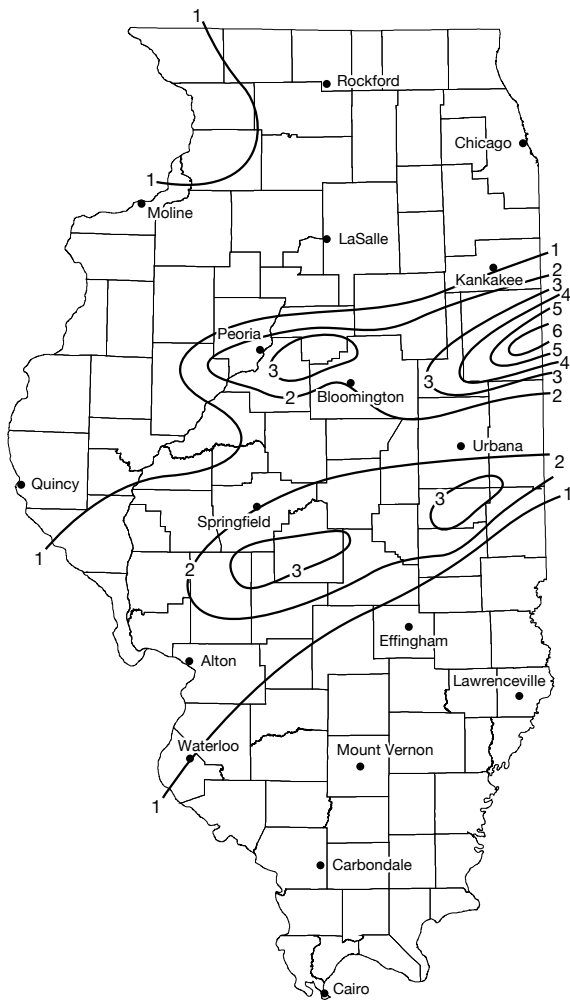 1
Rockford
Chicago
1
Moline
LaSalle
1
Kankakee
2
3
4
5
Peoria
6
5
4
3
3
3
2
Bloomington
2
Urbana
2
Quincy
3
1
Springfield
1
2
3
Effingham
Alton
Lawrenceville
Waterloo
Mount Vernon
1
Carbondale
Cairo